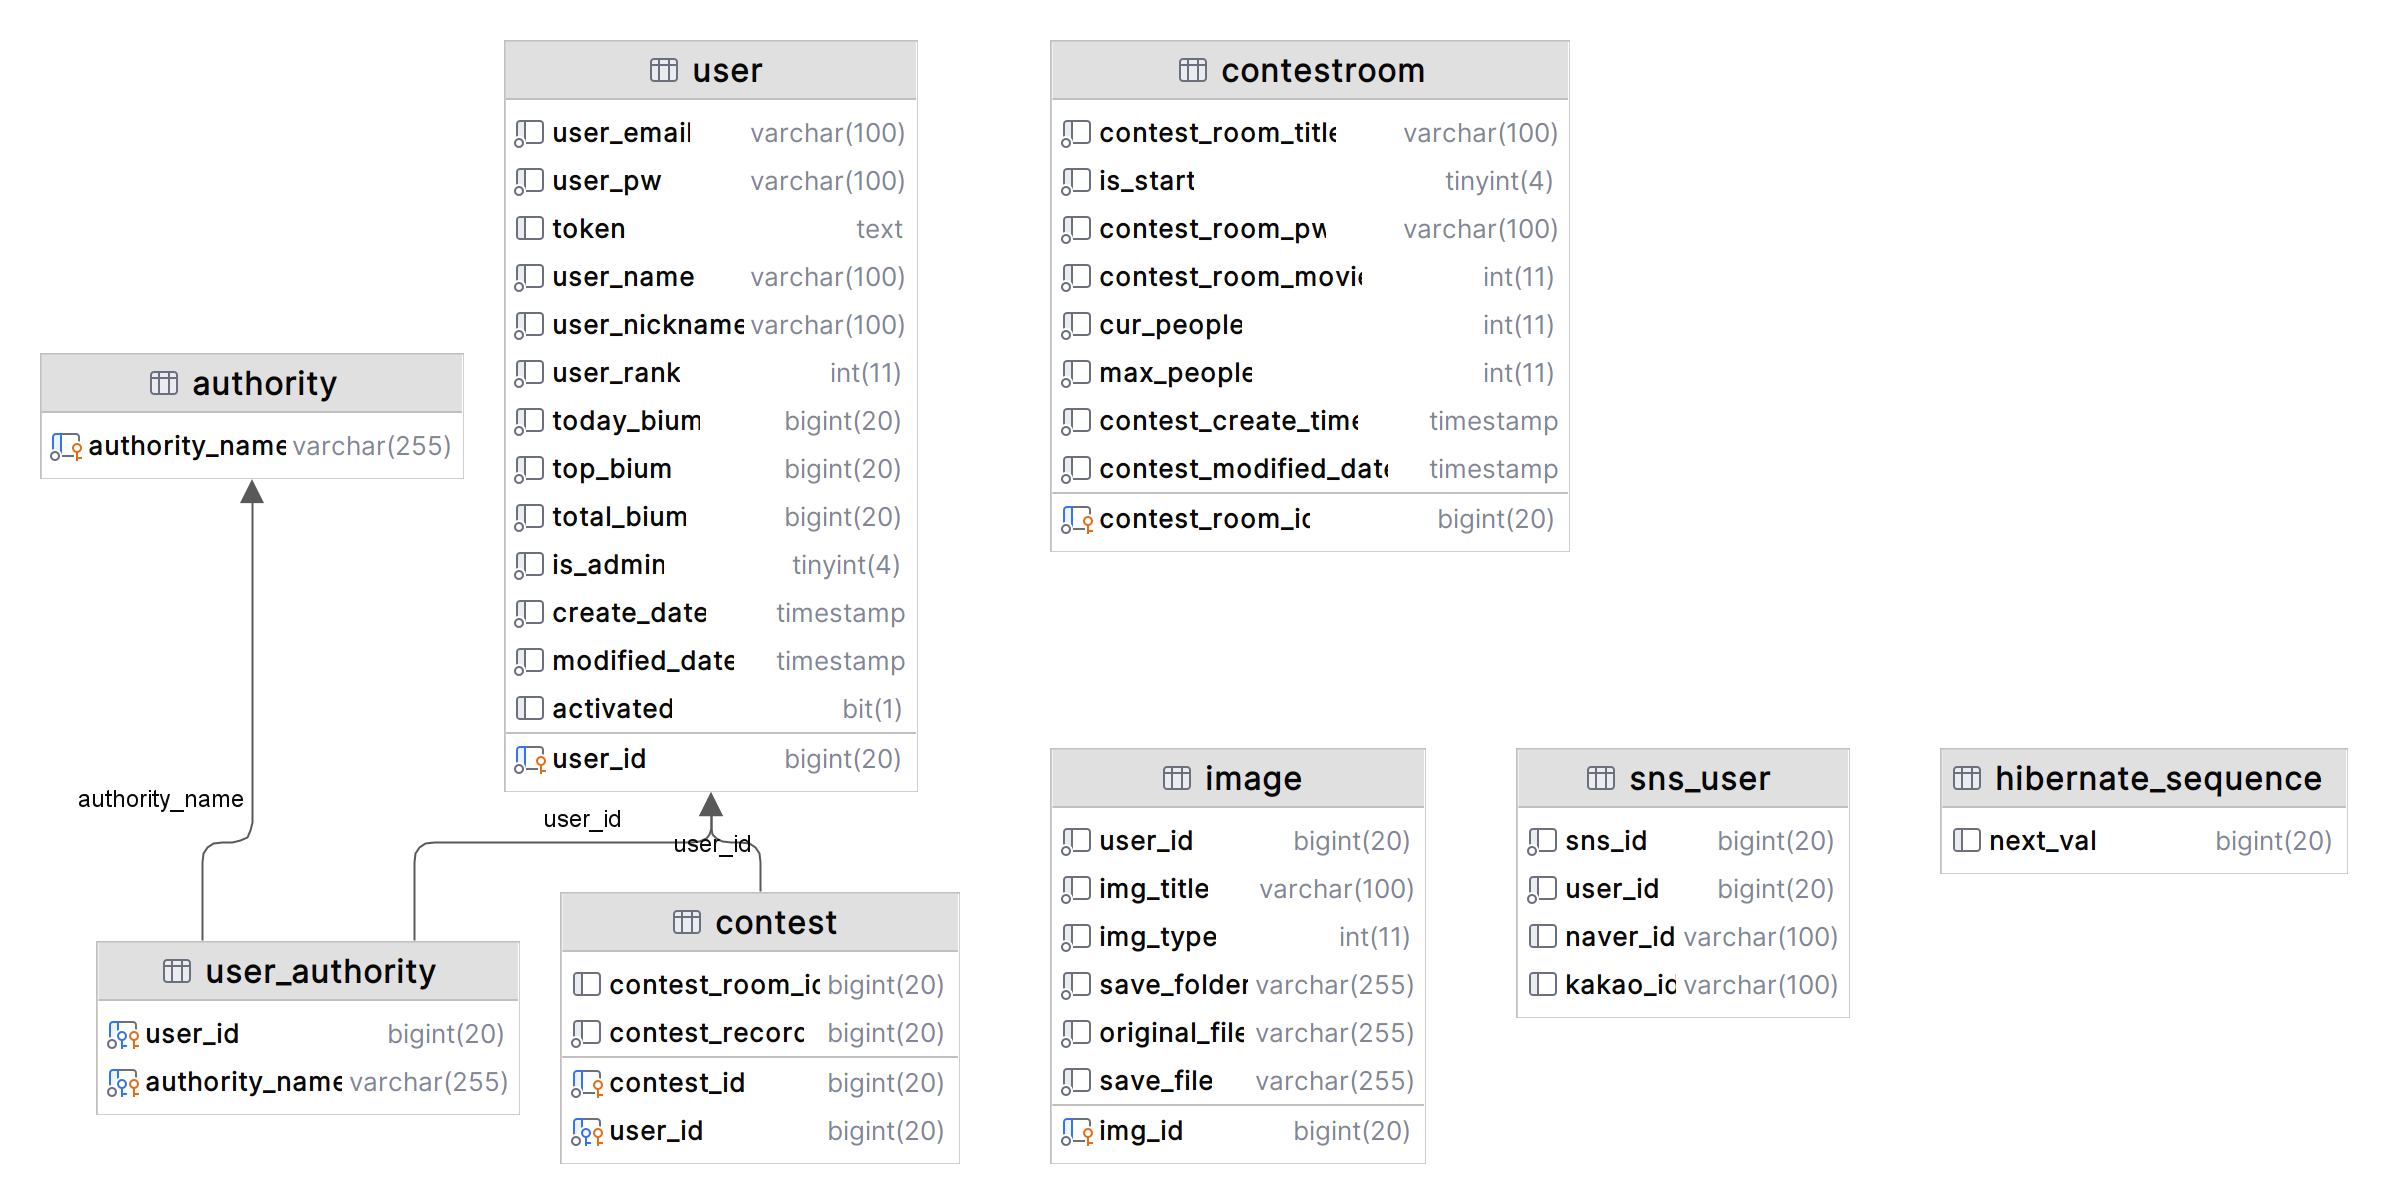 user
user_email varchar(100)
user_pw varchar(100)
token text
user_name varchar(100)
user_nickname varchar(100)
user_rank int(11)
today_bium bigint(20)
top_bium bigint(20)
total_bium bigint(20)
is_admin tinyint(4)
create_date timestamp
modified_date timestamp
activated bit(1)
user_id bigint(20)
contestroom
contest_room_title varchar(100)
is_start tinyint(4)
contest_room_pw varchar(100)
contest_room_movie int(11)
cur_people int(11)
max_people int(11)
contest_create_time timestamp
contest_modified_date timestamp
contest_room_id bigint(20)
authority
authority_name varchar(255)
authority_name
user_id
user_id
user_authority
user_id bigint(20)
authority_name varchar(255)
contest
contest_room_id bigint(20)
contest_record bigint(20)
contest_id bigint(20)
user_id bigint(20)
image
user_id bigint(20)
img_title varchar(100)
img_type int(11)
save_folder varchar(255)
original_file varchar(255)
save_file varchar(255)
img_id bigint(20)
sns_user
sns_id bigint(20)
user_id bigint(20)
naver_id varchar(100)
kakao_id varchar(100)
hibernate_sequence
next_val bigint(20)